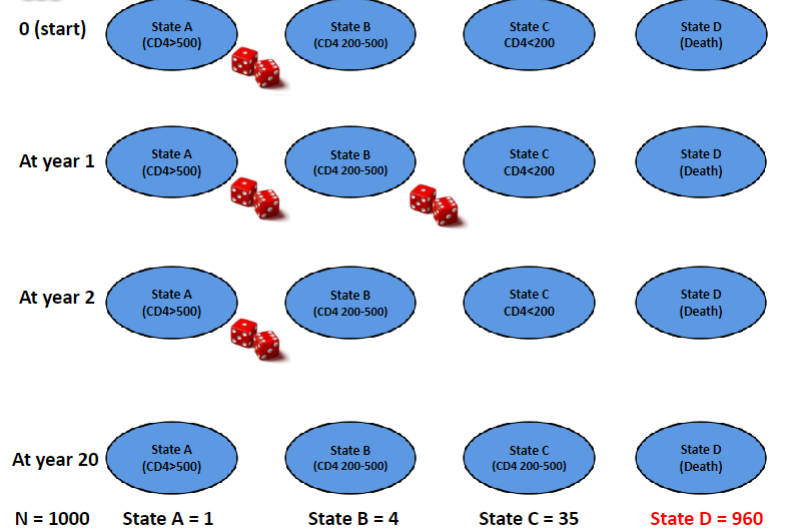 0 (start)
State A
(CD4>500)
State B
(CD4 200-500)
State C
CD4<200
State D
(Death)
At year 1
State A
(CD4>500)
State B
(CD4 200-500)
State C
CD4<200
State D
(Death)
At year 2
State A
(CD4>500)
State B
(CD4 200-500)
State C
CD4<200
State D
(Death)
At year 20
State A
(CD4>500)
State B
(CD4 200-500)
State C
(CD4 200-500)
State D
(Death)
N = 1000 State A = 1 State B = 4 State C = 35 State D = 960